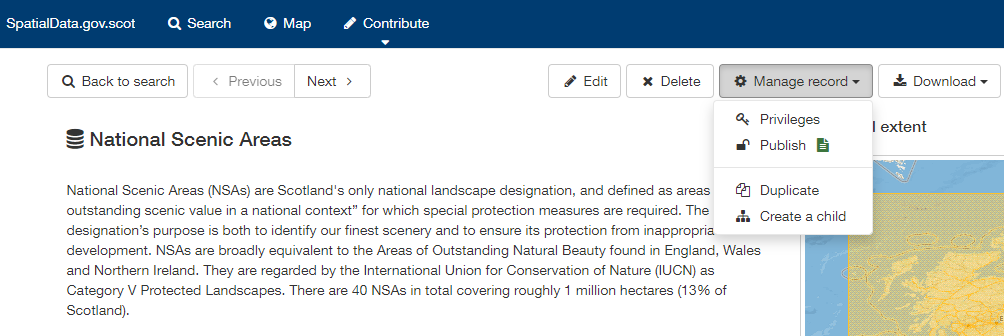 SpatialData.gov.scot Search Map Contribute
Back to search Previous Next Edit Delete Manage record Download
Privileges
Publish
Duplicate
Create a child
extent
National Scenic Areas
National Scenic Areas (NSAs) are Scotland's only national landscape designation, and defined as areas
outstanding scenic value in a national context” for which special protection measures are required. The
designation’s purpose is both to identify our finest scenery and to ensure its protection from inappropria
development. NSAs are broadly equivalent to the Areas of Outstanding Natural Beauty found in England, Wales
and Northern Ireland. They are regarded by the International Union for Conservation of Nature (IUCN) as
Category V Protected Landscapes. There are 40 NSAs in total covering roughly 1 million hectares (13% of
Scotland).